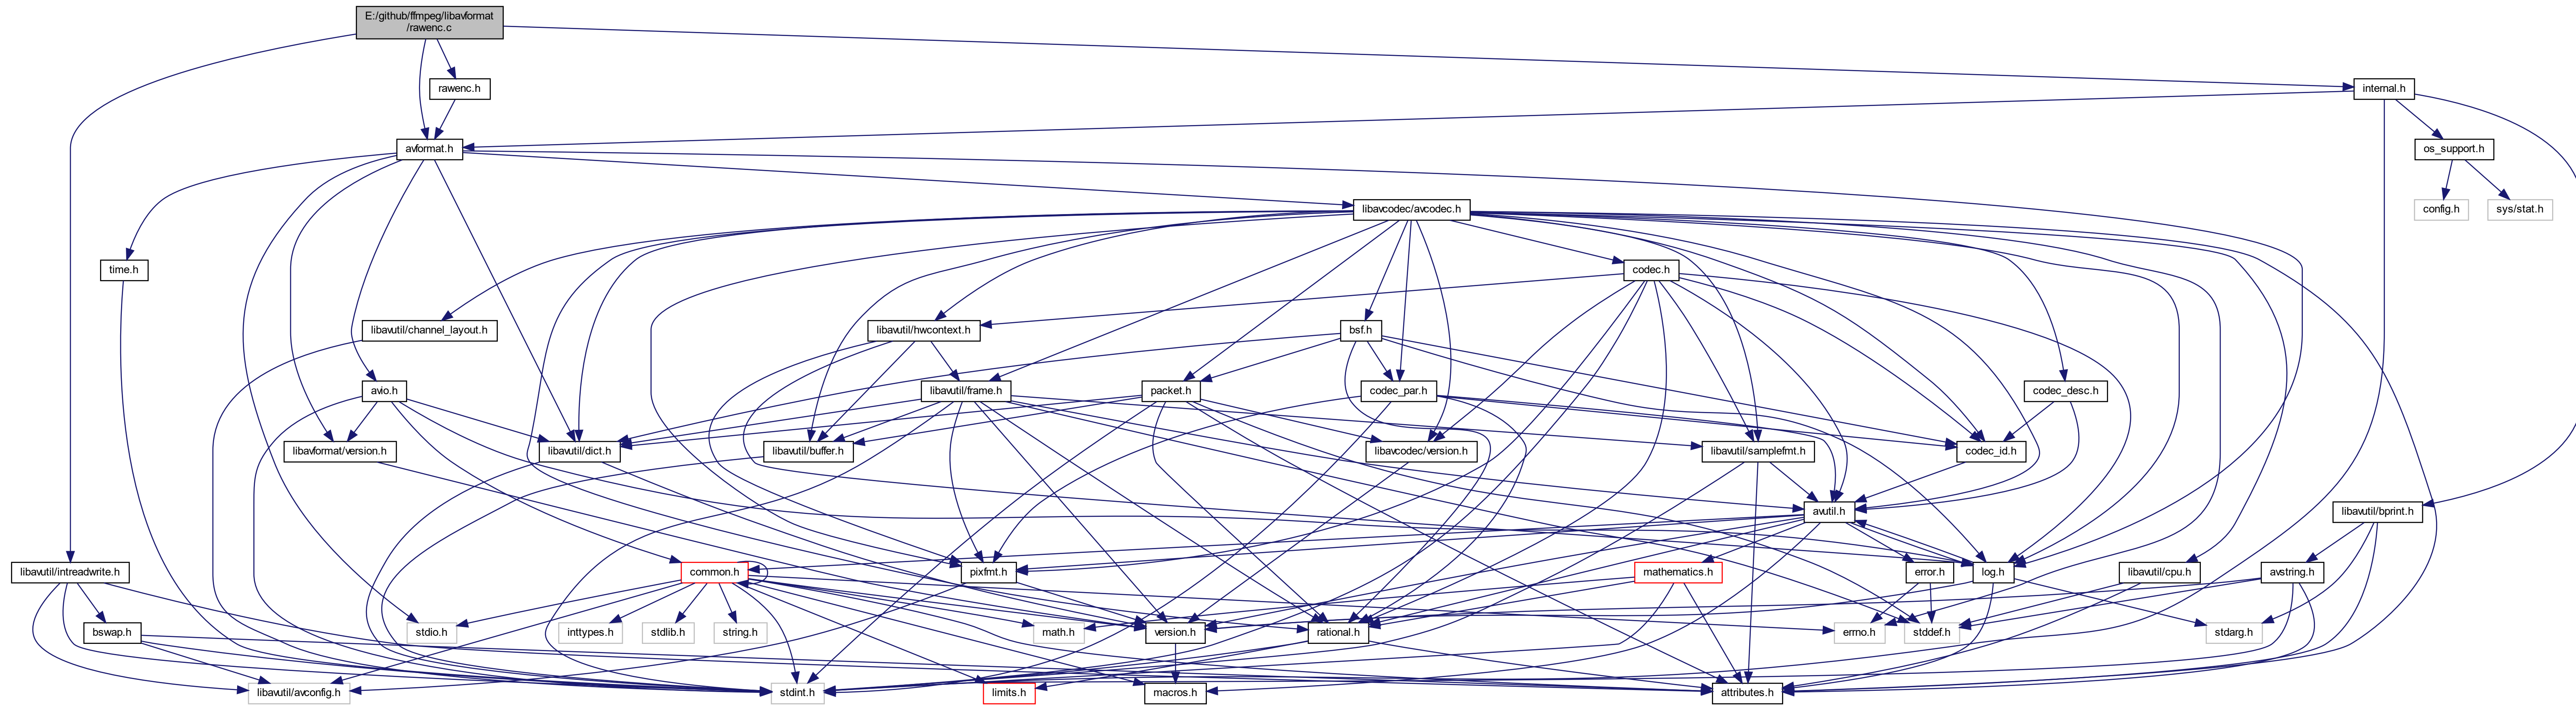 E:/github/ffmpeg/libavformat
/rawenc.c
rawenc.h
internal.h
avformat.h
os_support.h
libavcodec/avcodec.h
config.h
sys/stat.h
time.h
codec.h
libavutil/channel_layout.h
libavutil/hwcontext.h
bsf.h
avio.h
libavutil/frame.h
packet.h
codec_par.h
codec_desc.h
libavformat/version.h
libavutil/dict.h
libavutil/buffer.h
libavcodec/version.h
libavutil/samplefmt.h
codec_id.h
avutil.h
libavutil/bprint.h
libavutil/intreadwrite.h
common.h
pixfmt.h
mathematics.h
error.h
log.h
libavutil/cpu.h
avstring.h
bswap.h
stdio.h
inttypes.h
stdlib.h
string.h
math.h
version.h
rational.h
errno.h
stddef.h
stdarg.h
libavutil/avconfig.h
stdint.h
limits.h
macros.h
attributes.h